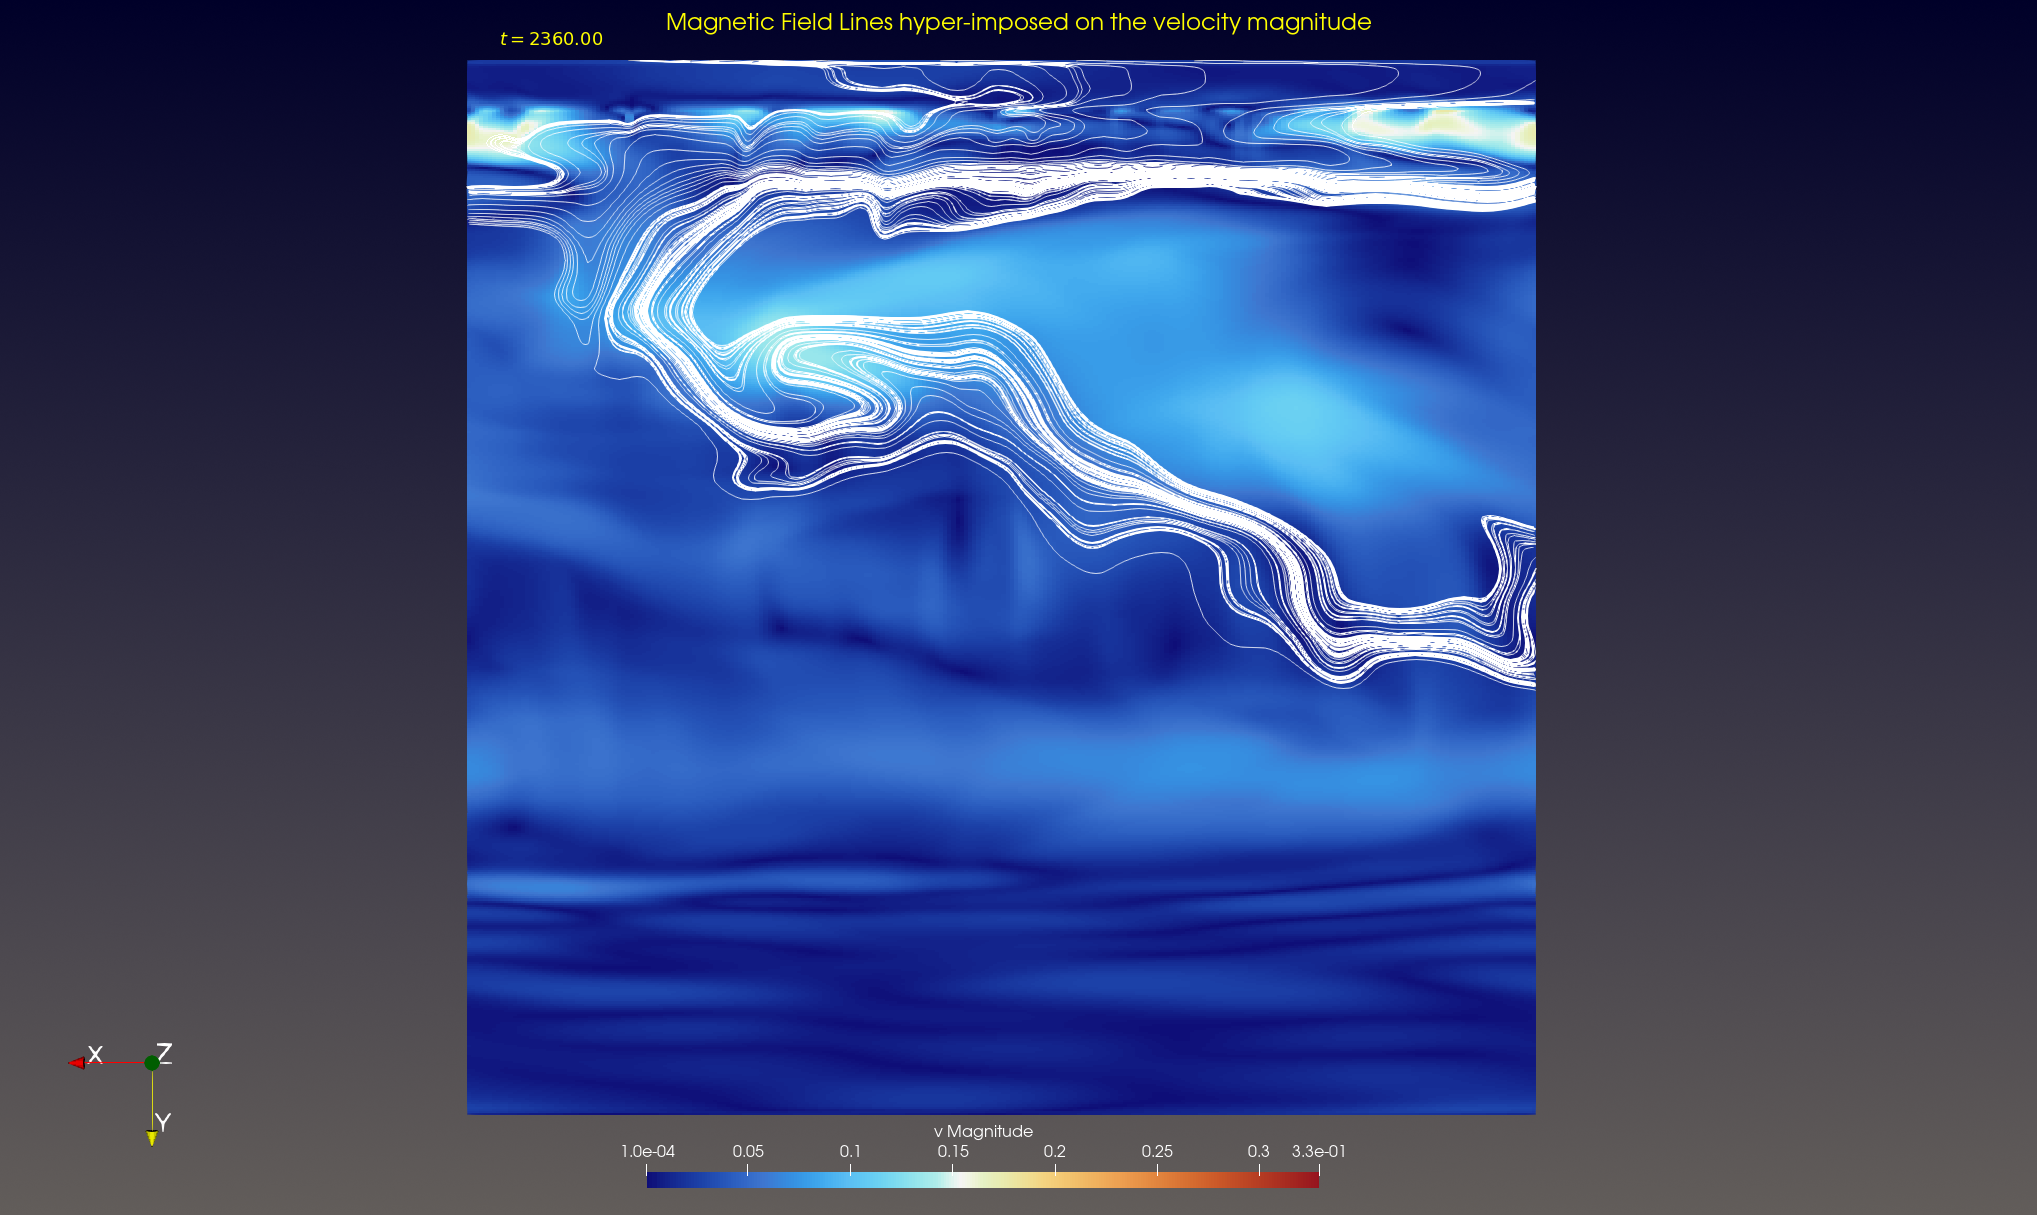 Magnetic Field Lines hyper-imposed on the velocity magnitude
t = 2360.00
X
Z
Y
v Magnitude
1.0e-04 0.05 0.1 0.15 0.2 0.25 0.3 3.3e-01